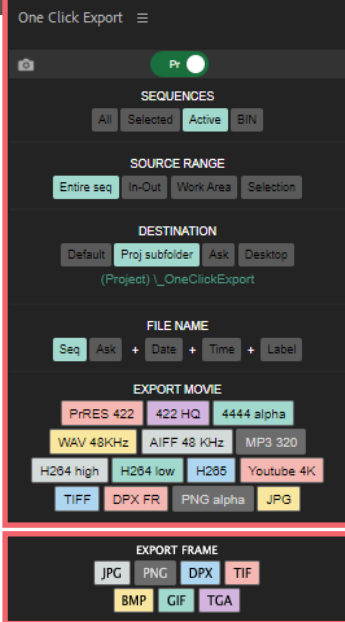 One Click Export
Pr
SEQUENCES
All Selected Active BIN
SOURCE RANGE
Entire seq In-Out Work Area Selection
DESTINATION
Default Proj subfolder Ask Desktop
(Project) \_OneClickExport
FILE NAME
Seq Ask + Date + Time + Label
EXPORT MOVIE
PrRES 422 422 HQ 4444 alpha
WAV 48KHz AIFF 48 KHz MP3 320
H264 high H264 low H265 Youtube 4K
TIFF DPX FR PNG alpha JPG
EXPORT FRAME
JPG PNG DPX TIF
BMP GIF TGA